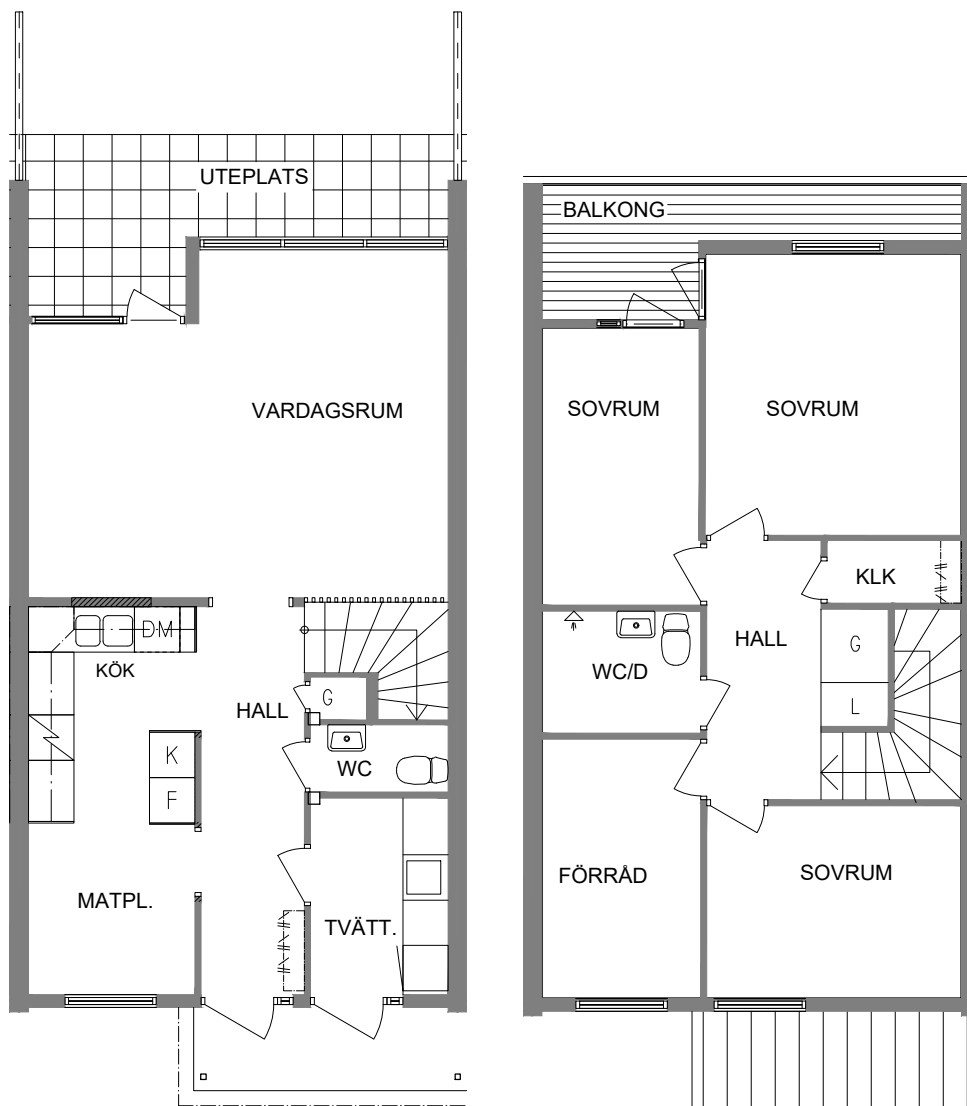 UTEPLATS
VARDAGSRUM
DM
KÖK
G
HALL
WC
K
F
MATPL.
TVÄTT.
BALKONG
SOVRUM
SOVRUM
KLK
HALL
G
WC/D
L
FÖRRÅD
SOVRUM